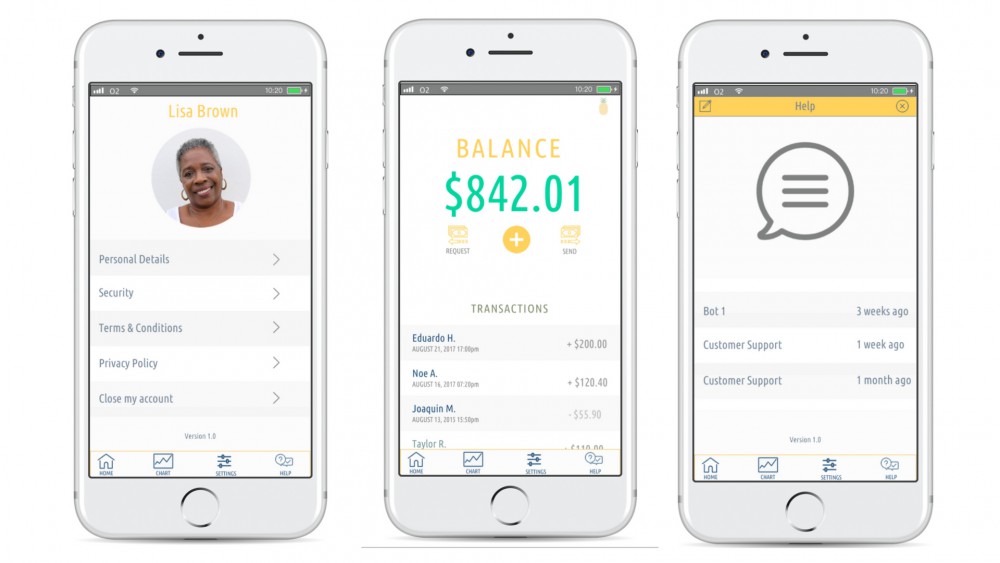 O2 10:20
Lisa Brown
Personal Details
Security
Terms & Conditions
Privacy Policy
Close my account
Version 1.0
HOME CHART SETTINGS HELP
O2 10:20
BALANCE
$842.01
REQUEST SEND
TRANSACTIONS
Eduardo H.
AUGUST 21, 2017 17:00pm
+ $200.00
Noe A.
AUGUST 16, 2017 07:20pm
+ $120.40
Joaquin M.
AUGUST 13, 2015 15:50pm
- $55.90
Taylor R.
HOME CHART SETTINGS HELP
O2 10:20
Help
Bot 1 3 weeks ago
Customer Support 1 week ago
Customer Support 1 month ago
Version 1.0
HOME CHART SETTINGS HELP